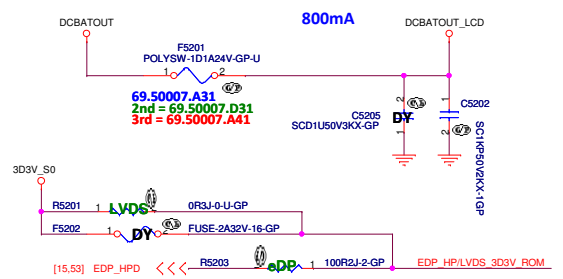 800mA
DCBATOUT
DCBATOUT_LCD
F5201
POLYSW-1D1A24V-GP-U
1 2
69.50007.A31
2nd = 69.50007.D31
3rd = 69.50007.A41
2
1
DY
C5205
SCD1U50V3KX-GP
1
2
C5202
SC1KP50V2KX-1GP
3D3V_S0
R5201 1 LVDS 0R3J-0-U-GP
F5202 1 DY 2 FUSE-2A32V-16-GP
[15,53] EDP_HPD R5203 eDP 1 100R2J-2-GP EDP_HP/LVDS_3D3V_ROM